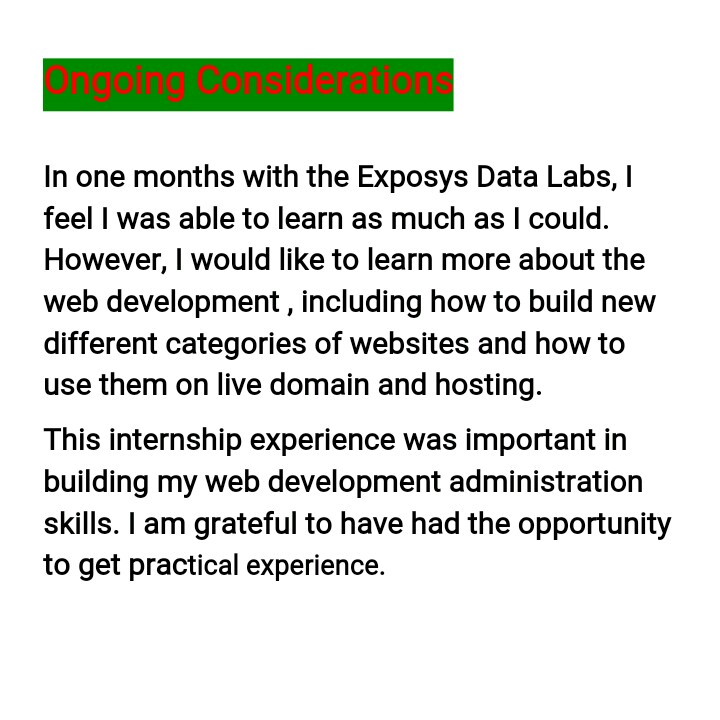 Ongoing Considerations
In one months with the Exposys Data Labs, I
feel I was able to learn as much as I could.
However, I would like to learn more about the
web development , including how to build new
different categories of websites and how to
use them on live domain and hosting.
This internship experience was important in
building my web development administration
skills. I am grateful to have had the opportunity
to get practical experience.